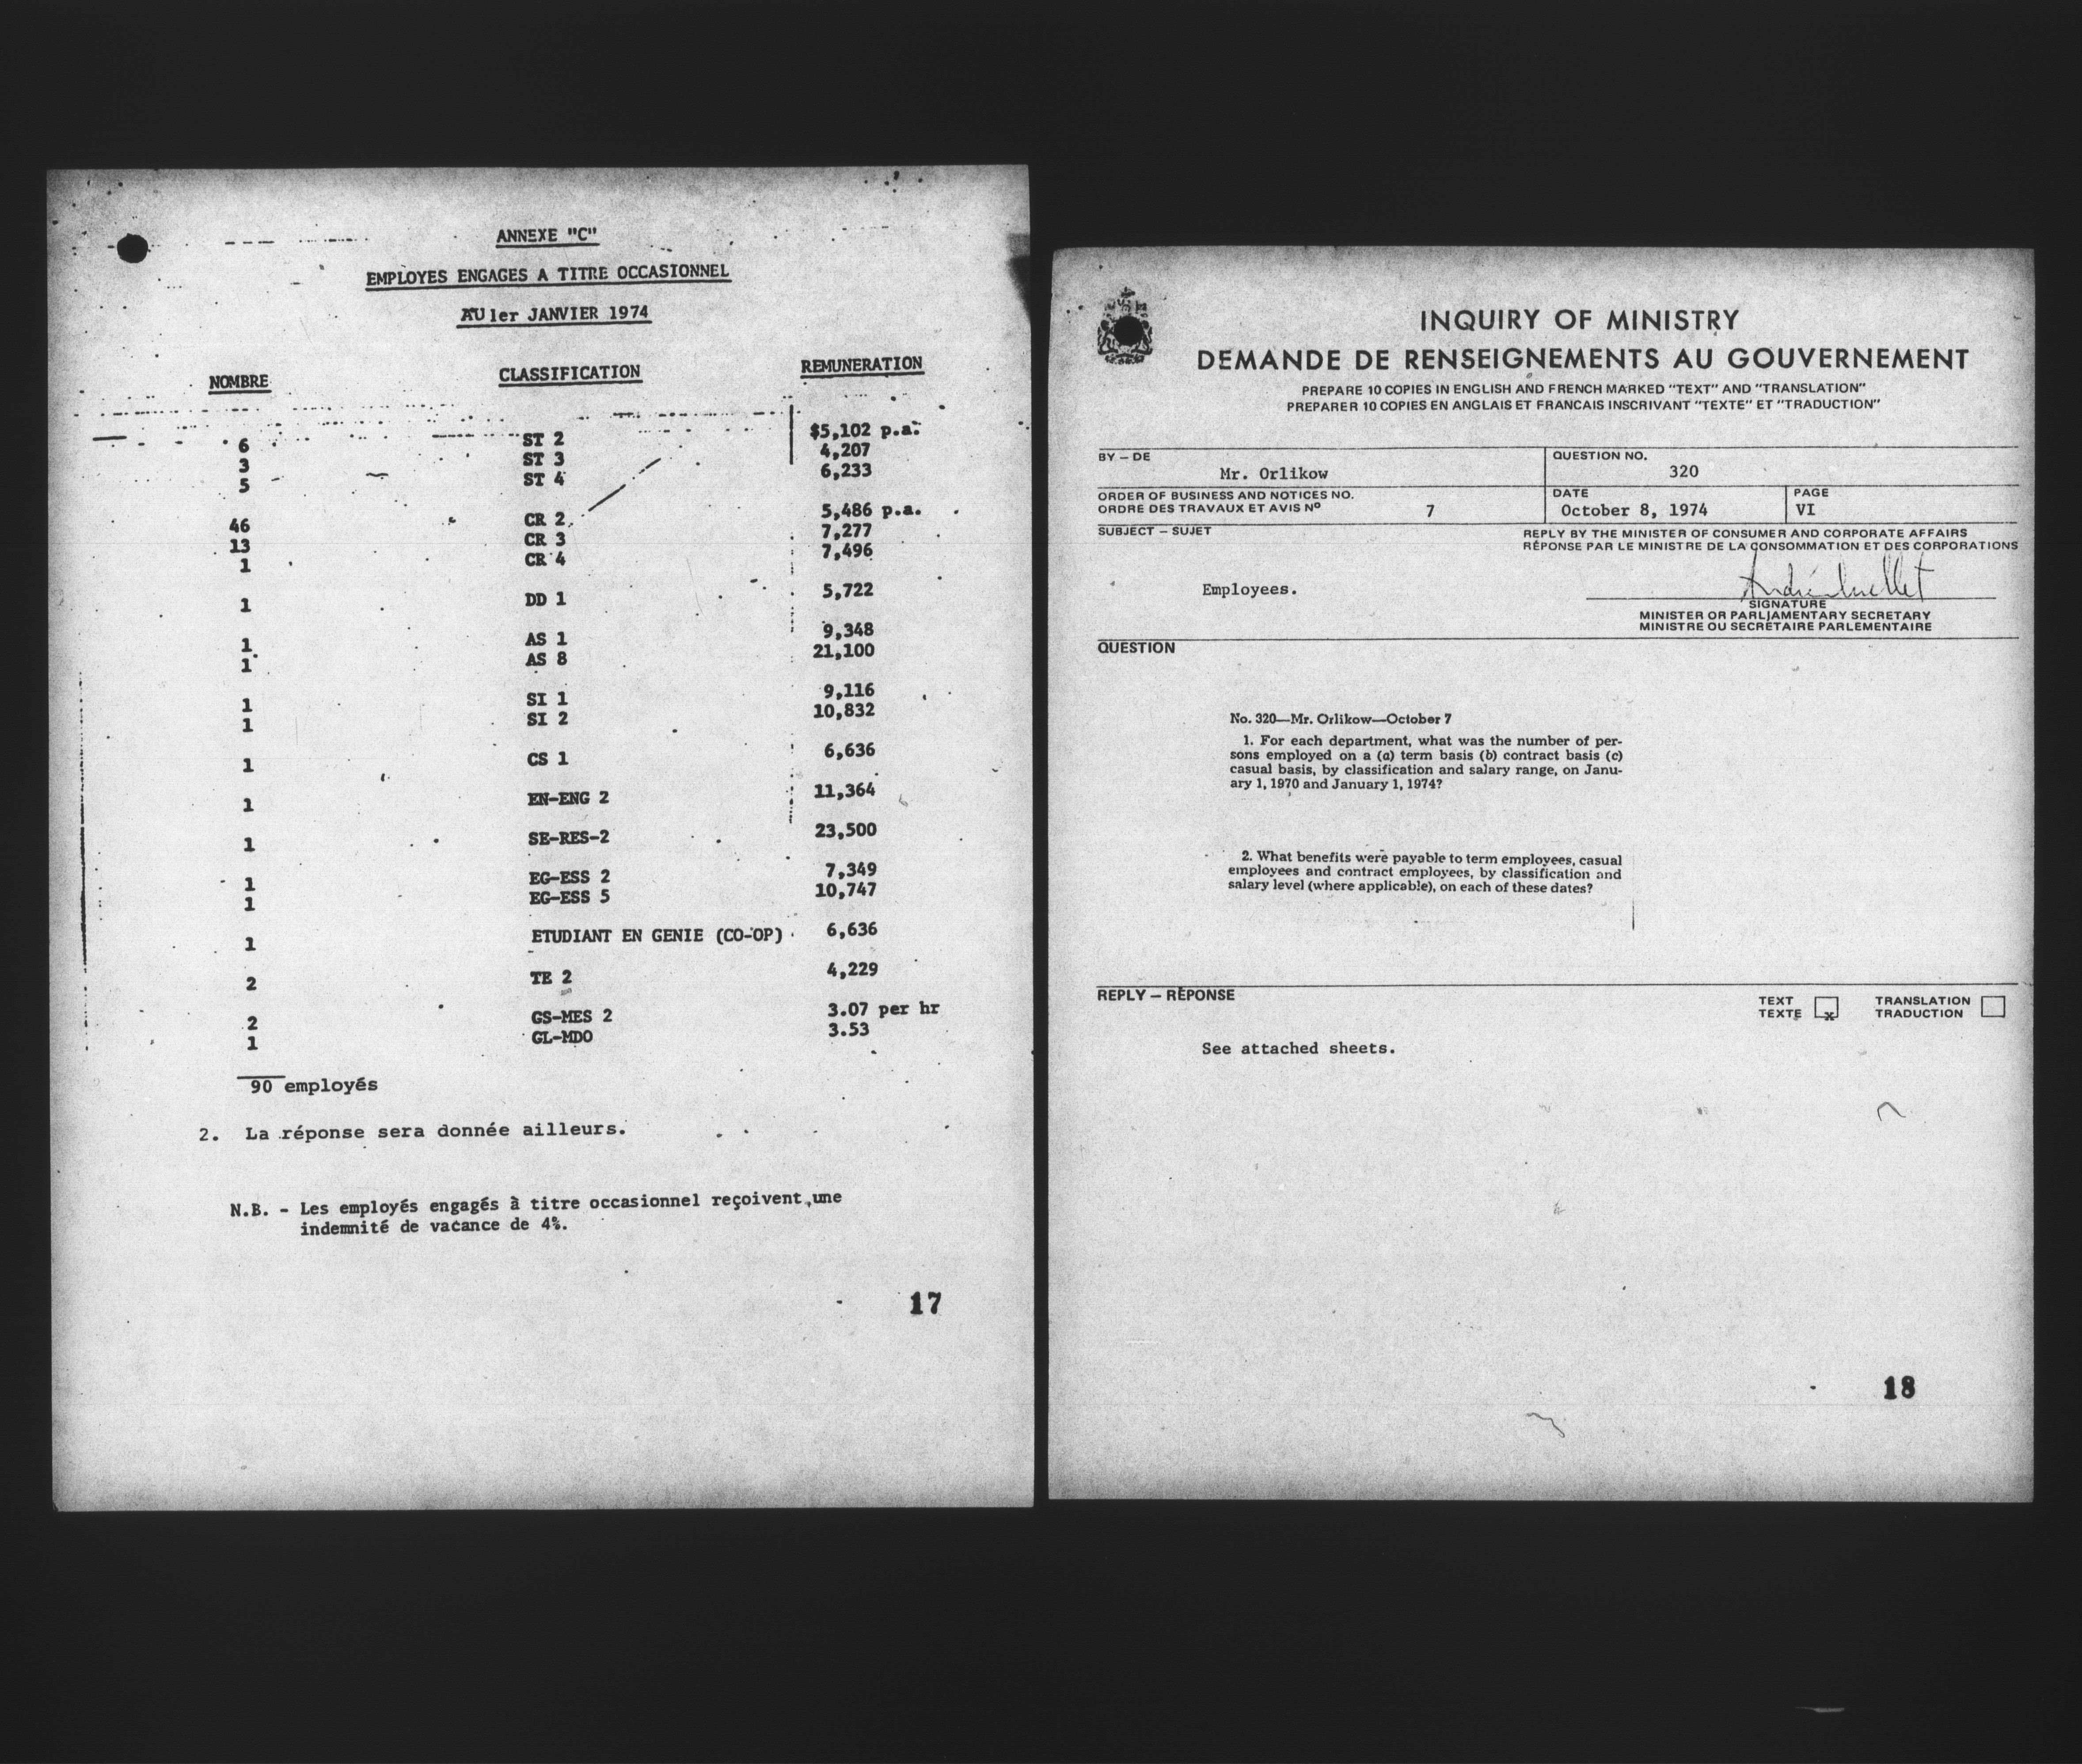 ANNEXE "C"
EMPLOYES ENGAGES A TITRE OCCASIONNEL
AU 1er JANVIER 1974
NOMBRE CLASSIFICATION REMUNERATION
6 ST 2 $5,102 p.a.
3 ST 3 4,207
5 ST 4 6,233
46 CR 2 5,486 p.a.
13 CR 3 7,277
1 CR 4 7,496
1 DD 1 5,722
1 AS 1 9,348
1 AS 8 21,100
1 SI 1 9,116
1 SI 2 10,832
1 CS 1 6,636
1 EN-ENG 2 11,364
1 SE-RES-2 23,500
1 EG-ESS 2 7,349
1 EG-ESS 5 10,747
1 ETUDIANT EN GENIE (CO-OP) 6,636
2 TE 2 4,229
2 GS-MES 2 3.07 per hr
1 GL-MDO 3.53
90 employés
2. La réponse sera donnée ailleurs.
N.B. - Les employés engagés à titre occasionnel reçoivent une
indemnité de vacance de 4%.
17
INQUIRY OF MINISTRY
DEMANDE DE RENSEIGNEMENTS AU GOUVERNEMENT
PREPARE 10 COPIES IN ENGLISH AND FRENCH MARKED "TEXT" AND "TRANSLATION"
PREPARER 10 COPIES EN ANGLAIS ET FRANCAIS INSCRIVANT "TEXTE" ET "TRADUCTION"
BY – DE
Mr. Orlikow
QUESTION NO.
320
ORDER OF BUSINESS AND NOTICES NO.
ORDRE DES TRAVAUX ET AVIS Nº
7
DATE
October 8, 1974
PAGE
VI
SUBJECT – SUJET
Employees.
REPLY BY THE MINISTER OF CONSUMER AND CORPORATE AFFAIRS
RÉPONSE PAR LE MINISTRE DE LA CONSOMMATION ET DES CORPORATIONS
André Ouellet
SIGNATURE
MINISTER OR PARLIAMENTARY SECRETARY
MINISTRE OU SECRÉTAIRE PARLEMENTAIRE
QUESTION
No. 320—Mr. Orlikow—October 7
1. For each department, what was the number of per-
sons employed on a (a) term basis (b) contract basis (c)
casual basis, by classification and salary range, on Janu-
ary 1, 1970 and January 1, 1974?
2. What benefits were payable to term employees, casual
employees and contract employees, by classification and
salary level (where applicable), on each of these dates?
REPLY – RÉPONSE
TEXT
TEXTE x
TRANSLATION
TRADUCTION
See attached sheets.
18